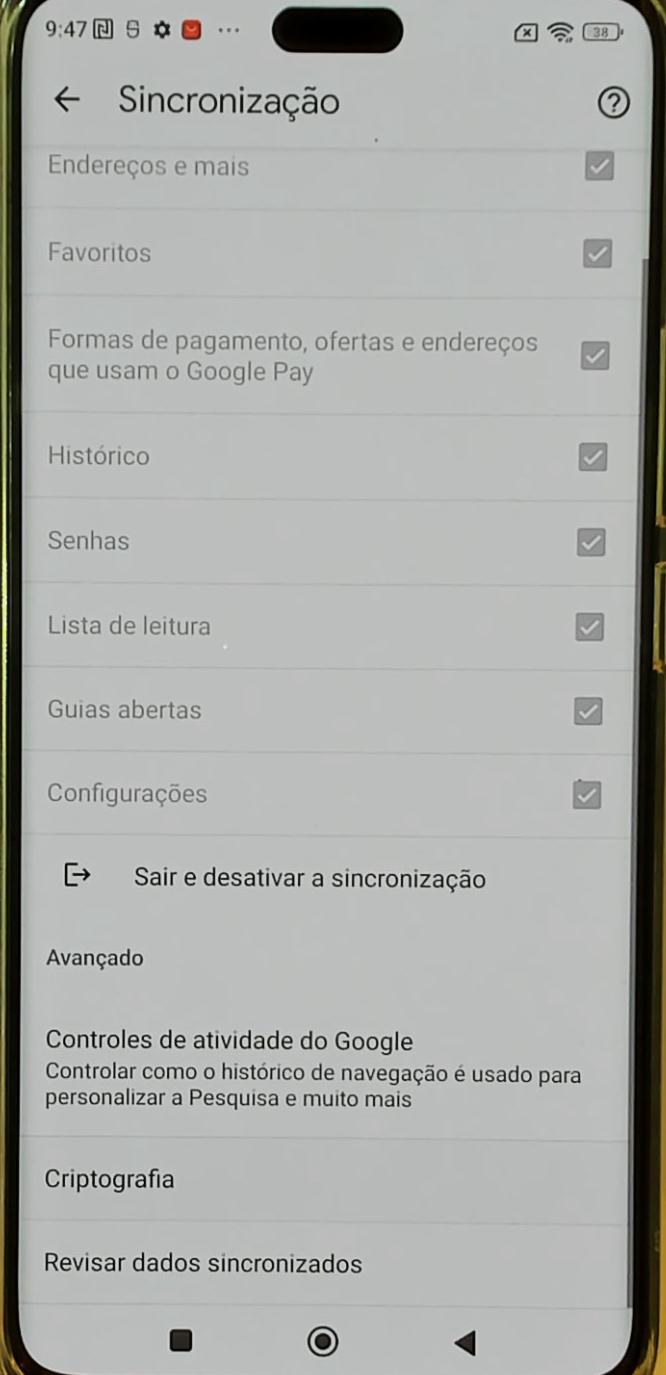 9:47
38
Sincronização
Endereços e mais
Favoritos
Formas de pagamento, ofertas e endereços
que usam o Google Pay
Histórico
Senhas
Lista de leitura
Guias abertas
Configurações
Sair e desativar a sincronização
Avançado
Controles de atividade do Google
Controlar como o histórico de navegação é usado para
personalizar a Pesquisa e muito mais
Criptografia
Revisar dados sincronizados